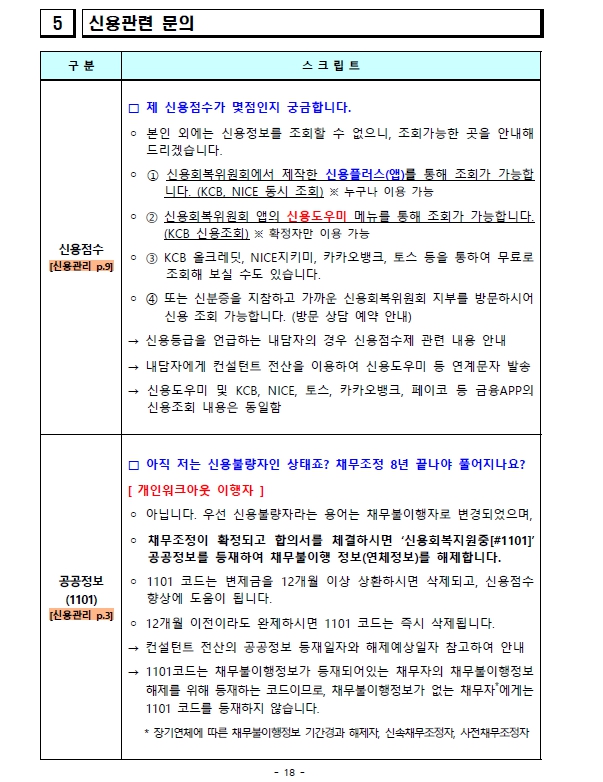 5 신용관련 문의
구 분 스 크 립 트
신용점수
[신용관리 p.9]
□ 제 신용점수가 몇점인지 궁금합니다.
○ 본인 외에는 신용정보를 조회할 수 없으니, 조회가능한 곳을 안내해
드리겠습니다.
○ ① 신용회복위원회에서 제작한 신용플러스(앱)를 통해 조회가 가능합
니다. (KCB, NICE 동시 조회) ※ 누구나 이용 가능
○ ② 신용회복위원회 앱의 신용도우미 메뉴를 통해 조회가 가능합니다.
(KCB 신용조회) ※ 확정자만 이용 가능
○ ③ KCB 올크레딧, NICE지키미, 카카오뱅크, 토스 등을 통하여 무료로
조회해 보실 수도 있습니다.
○ ④ 또는 신분증을 지참하고 가까운 신용회복위원회 지부를 방문하시어
신용 조회 가능합니다. (방문 상담 예약 안내)
→ 신용등급을 언급하는 내담자의 경우 신용점수제 관련 내용 안내
→ 내담자에게 컨설턴트 전산을 이용하여 신용도우미 등 연계문자 발송
→ 신용도우미 및 KCB, NICE, 토스, 카카오뱅크, 페이코 등 금융APP의
신용조회 내용은 동일함
공공정보
(1101)
[신용관리 p.3]
□ 아직 저는 신용불량자인 상태죠? 채무조정 8년 끝나야 풀어지나요?
[ 개인워크아웃 이행자 ]
○ 아닙니다. 우선 신용불량자라는 용어는 채무불이행자로 변경되었으며,
○ 채무조정이 확정되고 합의서를 체결하시면 ‘신용회복지원중[#1101]’
공공정보를 등재하여 채무불이행 정보(연체정보)를 해제합니다.
○ 1101 코드는 변제금을 12개월 이상 상환하시면 삭제되고, 신용점수
향상에 도움이 됩니다.
○ 12개월 이전이라도 완제하시면 1101 코드는 즉시 삭제됩니다.
→ 컨설턴트 전산의 공공정보 등재일자와 해제예상일자 참고하여 안내
→ 1101코드는 채무불이행정보가 등재되어있는 채무자의 채무불이행정보
해제를 위해 등재하는 코드이므로, 채무불이행정보가 없는 채무자*에게는
1101 코드를 등재하지 않습니다.
* 장기연체에 따른 채무불이행정보 기간경과 해제자, 신속채무조정자, 사전채무조정자
- 18 -